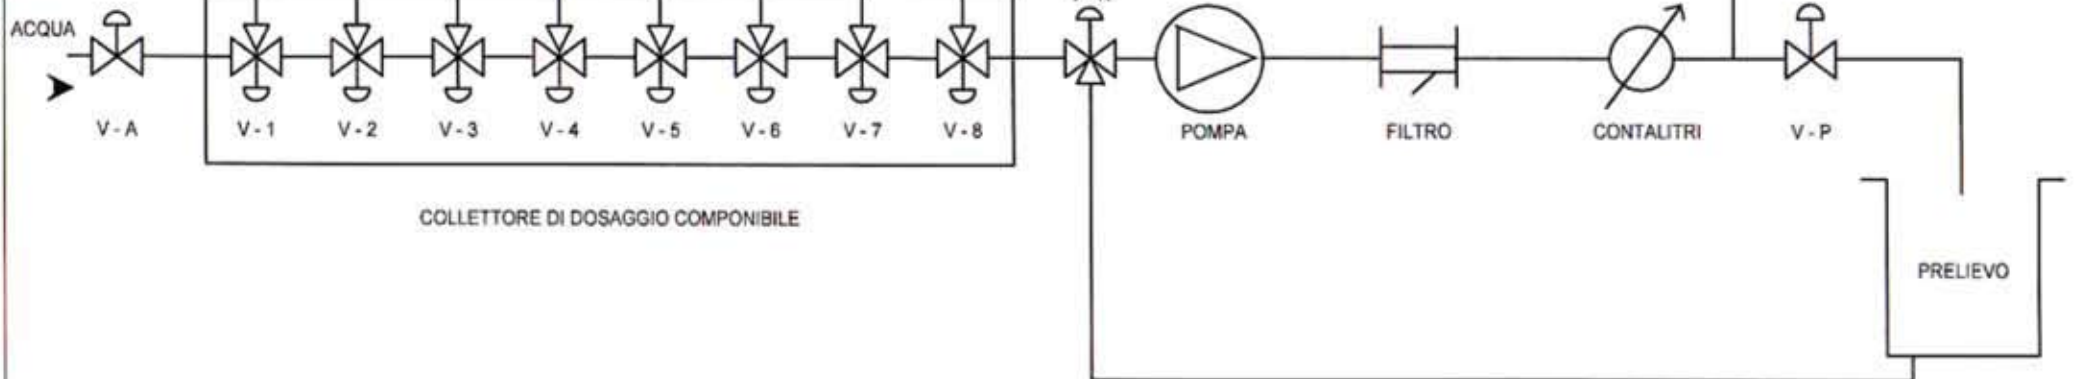 ACQUA
V - A
V - 1
V - 2
V - 3
V - 4
V - 5
V - 6
V - 7
V - 8
POMPA
FILTRO
CONTALITRI
V - P
COLLETTORE DI DOSAGGIO COMPONIBILE
PRELIEVO